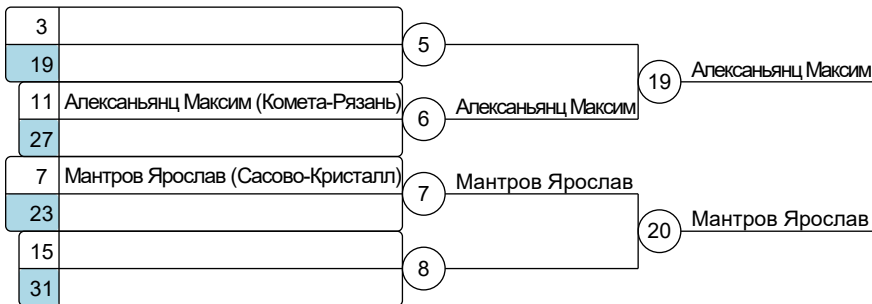 3
5
19
19 Алексаньянц Максим
11 Алексаньянц Максим (Комета-Рязань)
6 Алексаньянц Максим
27
7 Мантров Ярослав (Сасово-Кристалл)
7 Мантров Ярослав
23
20 Мантров Ярослав
15
8
31